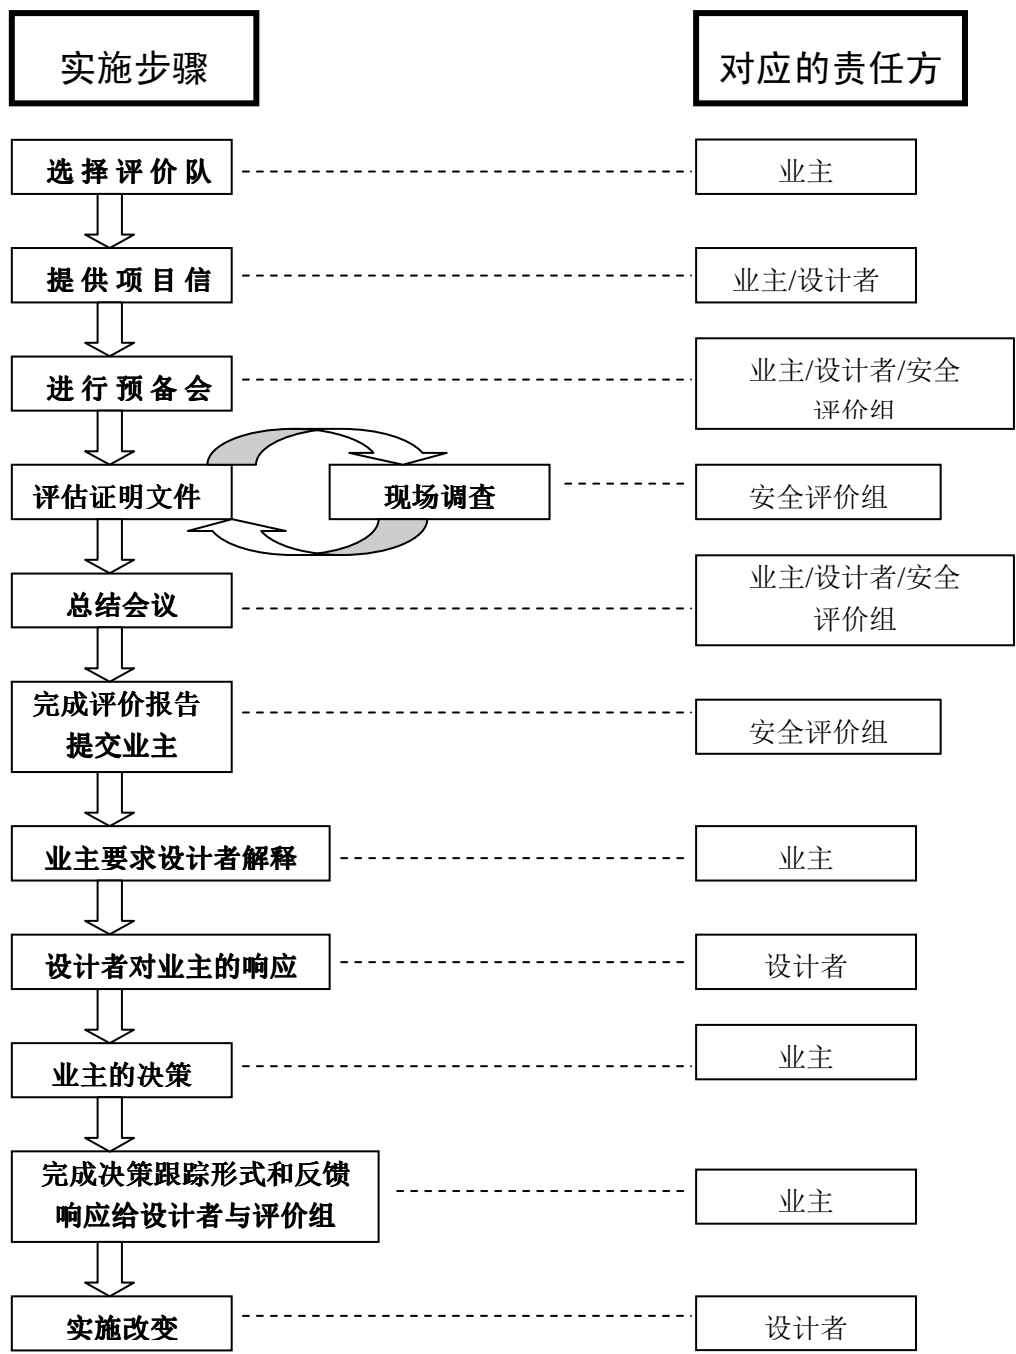 实施步骤
对应的责任方
选择评价队
业主
提供项目信
业主/设计者
进行预备会
业主/设计者/安全
评价组
评估证明文件
现场调查
安全评价组
总结会议
业主/设计者/安全
评价组
完成评价报告
提交业主
安全评价组
业主要求设计者解释
业主
设计者对业主的响应
设计者
业主的决策
业主
完成决策跟踪形式和反馈
响应给设计者与评价组
业主
实施改变
设计者